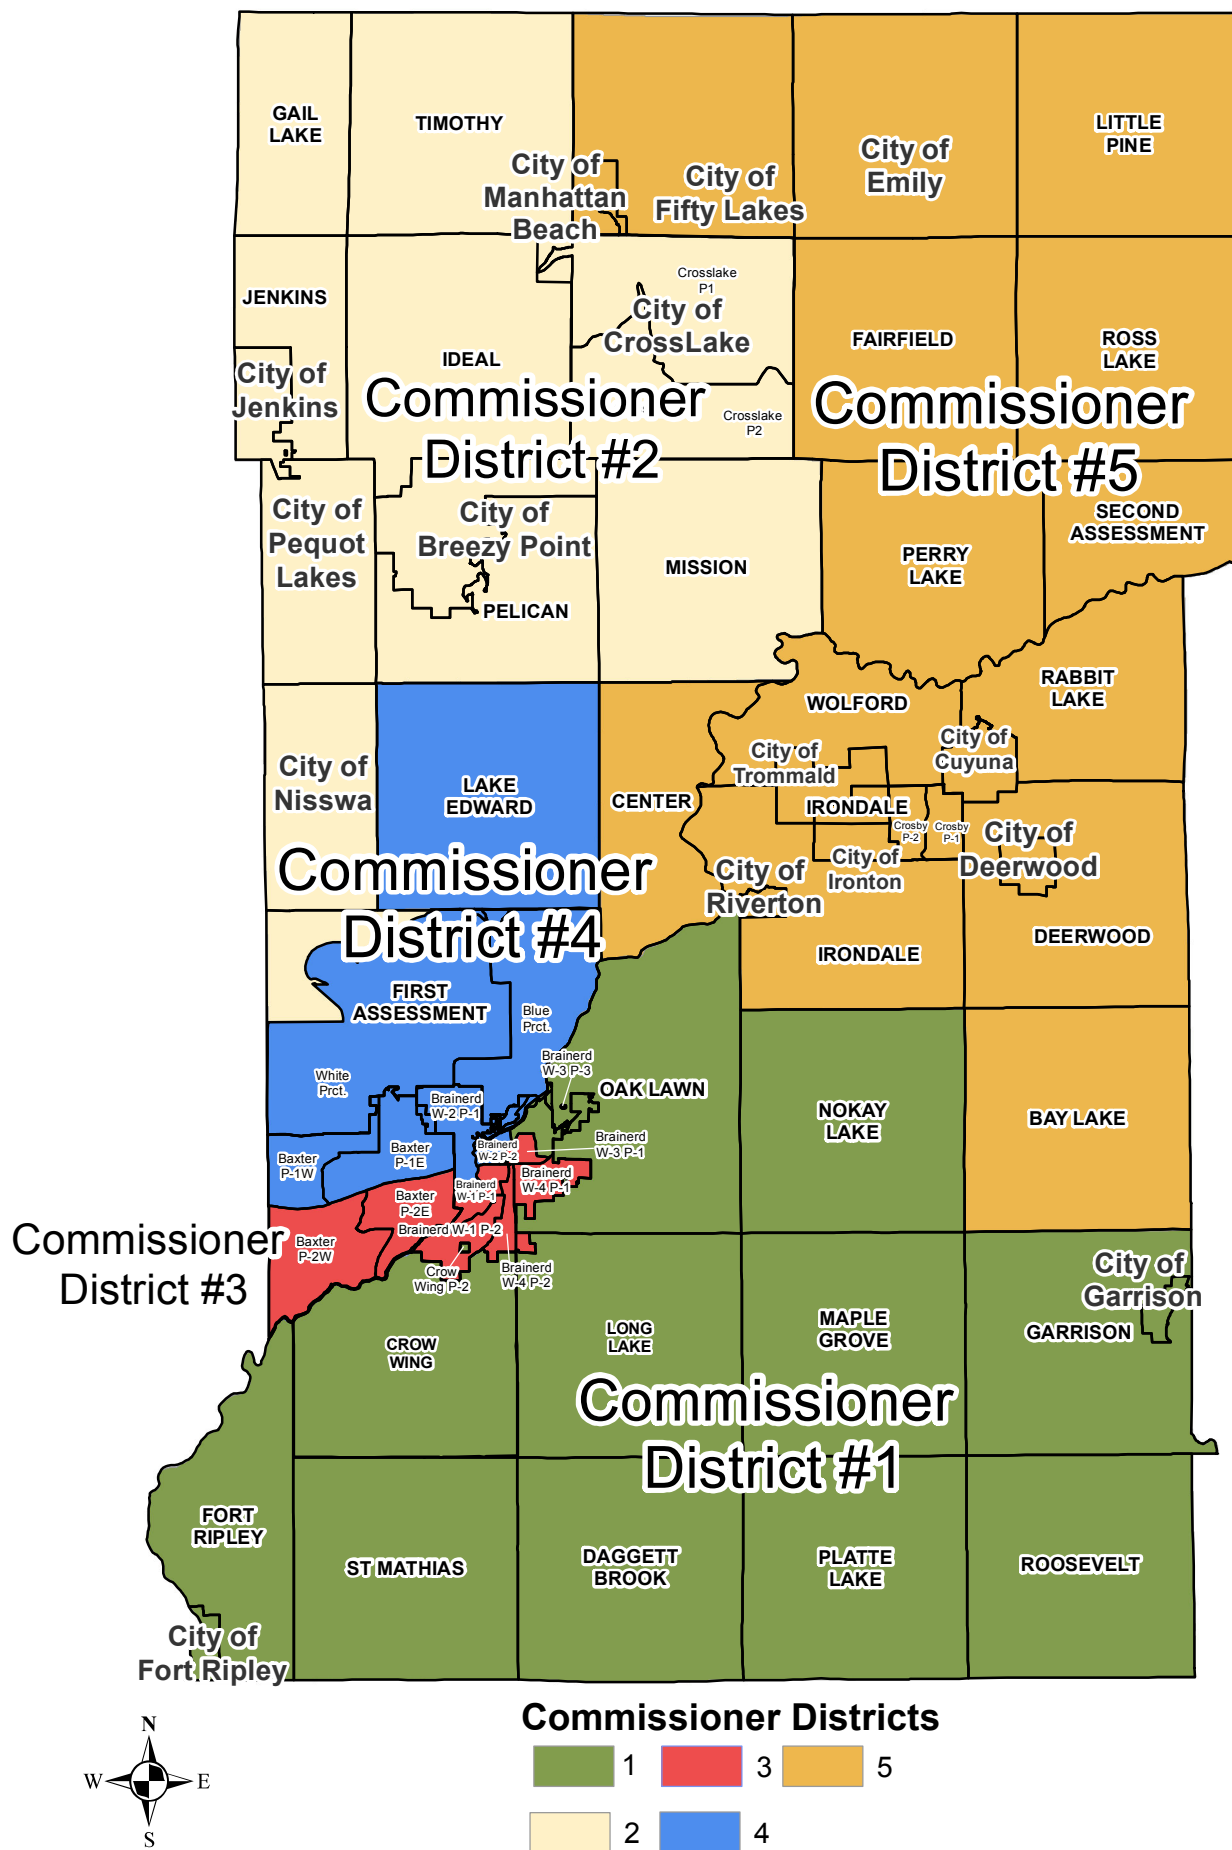 GAIL
LAKE
TIMOTHY
LITTLE
PINE
City of
Manhattan
Beach
City of
Fifty Lakes
City of
Emily
JENKINS
Crosslake
P1
City of
CrossLake
IDEAL
FAIRFIELD
ROSS
LAKE
City of
Jenkins
Commissioner
District #2
Crosslake
P2
Commissioner
District #5
City of
Pequot
Lakes
City of
Breezy Point
PELICAN
MISSION
PERRY
LAKE
SECOND
ASSESSMENT
RABBIT
LAKE
WOLFORD
City of
Nisswa
LAKE
EDWARD
CENTER
City of
Trommald
City of
Cuyuna
IRONDALE
Crosby
P-2
Crosby
P-1
City of
Deerwood
City of
Ironton
City of
Riverton
Commissioner
District #4
IRONDALE
DEERWOOD
FIRST
ASSESSMENT
Blue
Prct.
White
Prct.
Brainerd
W-3 P-3
OAK LAWN
Brainerd
W-2 P-1
NOKAY
LAKE
BAY LAKE
Baxter
P-1W
Baxter
P-1E
Brainerd
W-2 P-2
Brainerd
W-3 P-1
Brainerd
W-1 P-1
Brainerd
W-4 P-1
Baxter
P-2E
Brainerd W-1 P-2
Baxter
P-2W
Commissioner
District #3
Crow
Wing P-2
Brainerd
W-4 P-2
City of
Garrison
CROW
WING
LONG
LAKE
MAPLE
GROVE
GARRISON
Commissioner
District #1
FORT
RIPLEY
ST MATHIAS
DAGGETT
BROOK
PLATTE
LAKE
ROOSEVELT
City of
Fort Ripley
Commissioner Districts
1
3
5
2
4
N
W
E
S